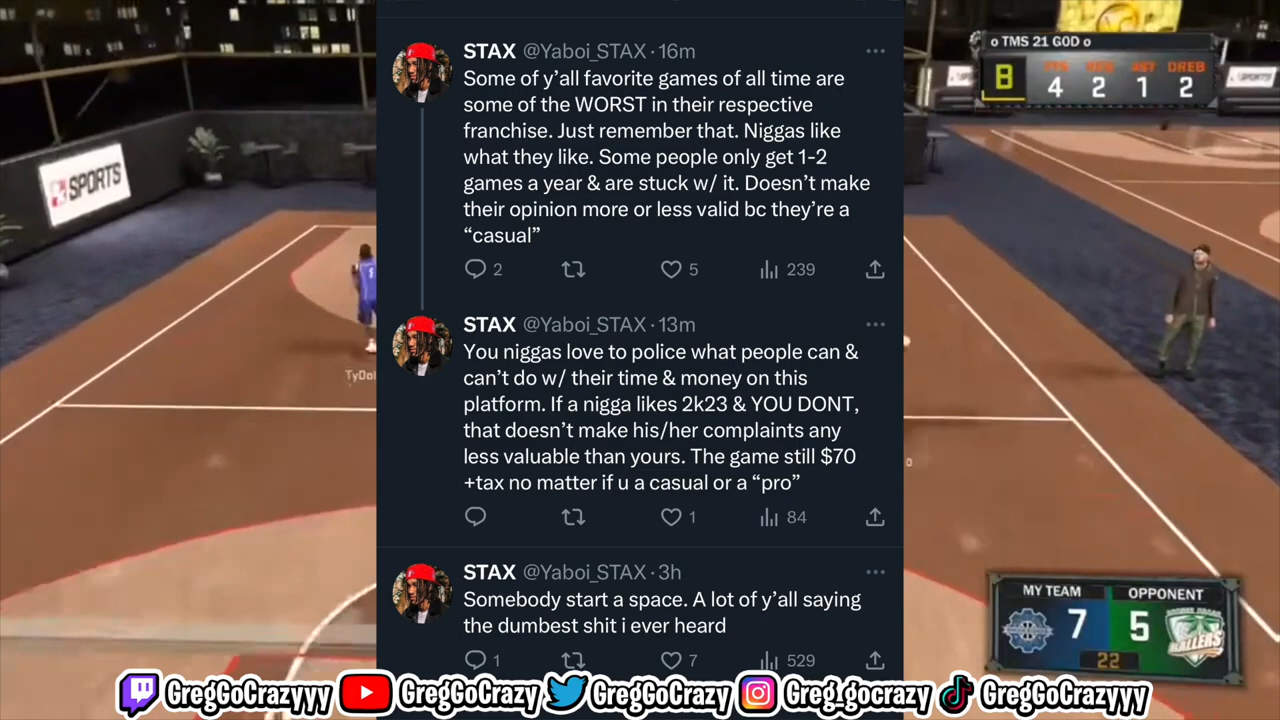 STAX @Yaboi_STAX · 16m
Some of y’all favorite games of all time are
some of the WORST in their respective
franchise. Just remember that. Niggas like
what they like. Some people only get 1-2
games a year & are stuck w/ it. Doesn’t make
their opinion more or less valid bc they’re a
“casual”
2 5 239
STAX @Yaboi_STAX · 13m
You niggas love to police what people can &
can’t do w/ their time & money on this
platform. If a nigga likes 2k23 & YOU DONT,
that doesn’t make his/her complaints any
less valuable than yours. The game still $70
+tax no matter if u a casual or a “pro”
1 84
STAX @Yaboi_STAX · 3h
Somebody start a space. A lot of y’all saying
the dumbest shit i ever heard
1 7 529
SPORTS
TyDol
o TMS 21 GOD o
PTS REB AST DREB
B 4 2 1 2
SPORTS
MY TEAM OPPONENT
7 5
BALLERS
22
GregGoCrazyyy GregGoCrazy GregGoCrazy Greg_gocrazy GregGoCrazyyy